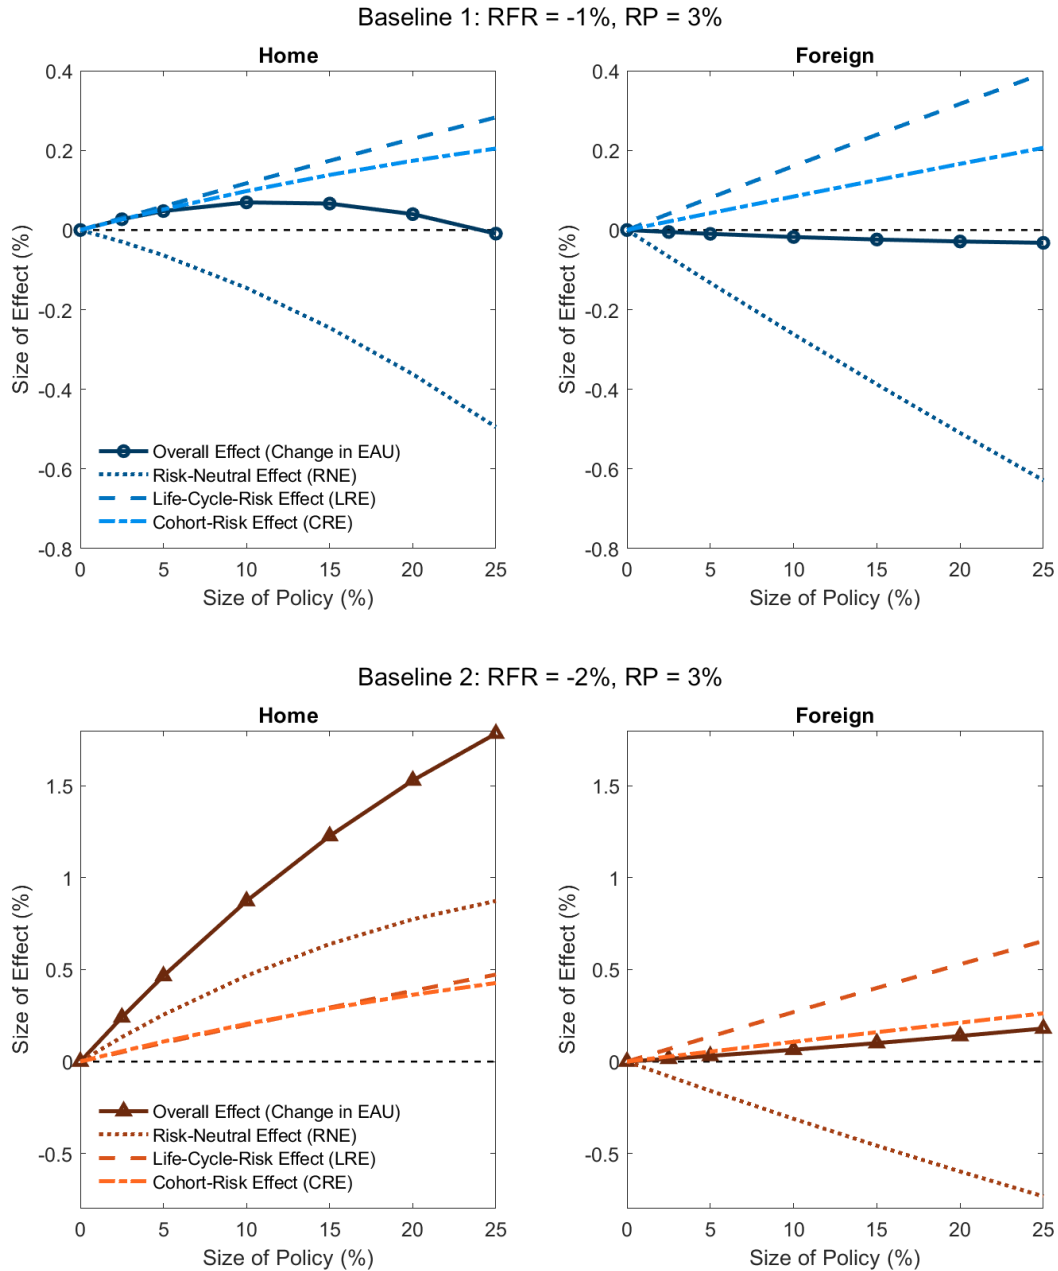 Baseline 1: RFR = -1%, RP = 3%
Home
Foreign
0.4
0.2
0
-0.2
-0.4
-0.6
-0.8
Size of Effect (%)
Overall Effect (Change in EAU)
Risk-Neutral Effect (RNE)
Life-Cycle-Risk Effect (LRE)
Cohort-Risk Effect (CRE)
0 5 10 15 20 25
Size of Policy (%)
0.4
0.2
0
-0.2
-0.4
-0.6
-0.8
Size of Effect (%)
0 5 10 15 20 25
Size of Policy (%)
Baseline 2: RFR = -2%, RP = 3%
Home
Foreign
1.5
1
0.5
0
-0.5
Size of Effect (%)
Overall Effect (Change in EAU)
Risk-Neutral Effect (RNE)
Life-Cycle-Risk Effect (LRE)
Cohort-Risk Effect (CRE)
0 5 10 15 20 25
Size of Policy (%)
1.5
1
0.5
0
-0.5
Size of Effect (%)
0 5 10 15 20 25
Size of Policy (%)